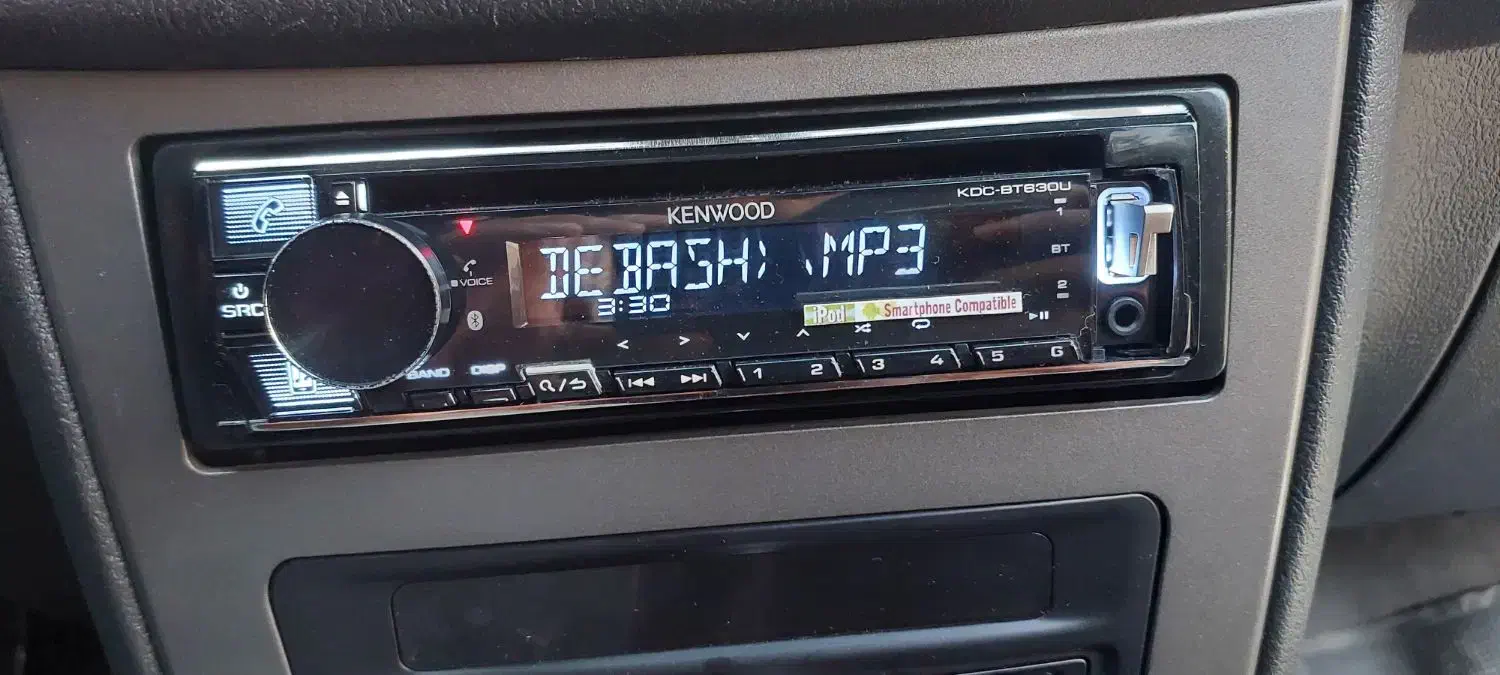 KDC-BT630U
KENWOOD
1
DEBASH .MP3
VOICE
BT
SRC
3:30
2
iPod Smartphone Compatible
BAND DISP
1 2 3 4 5 6